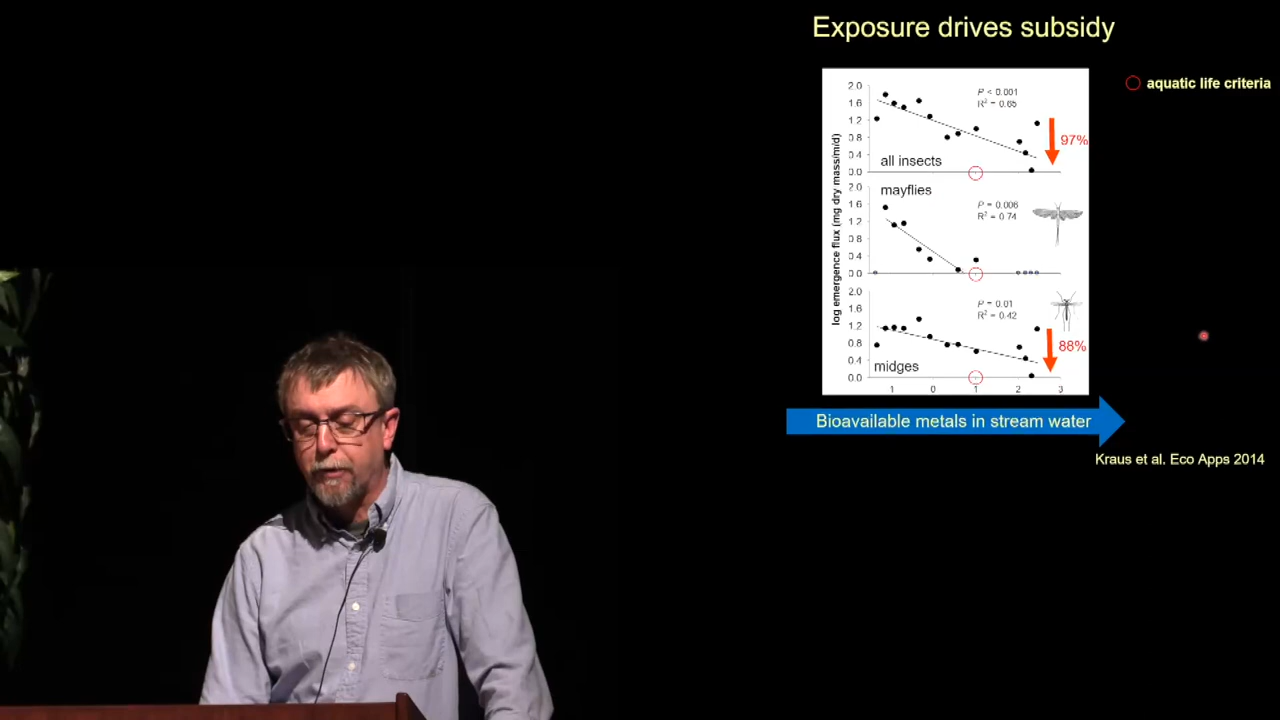 Exposure drives subsidy
aquatic life criteria
log emergence flux (mg dry mass/m/d)
2.0
1.6
1.2
0.8
0.4
0.0
P < 0.001
R² = 0.65
97%
all insects
2.0
1.6
1.2
0.8
0.4
0.0
mayflies
P = 0.006
R² = 0.74
2.0
1.6
1.2
0.8
0.4
0.0
P = 0.01
R² = 0.42
88%
midges
1 0 1 2 3
Bioavailable metals in stream water
Kraus et al. Eco Apps 2014